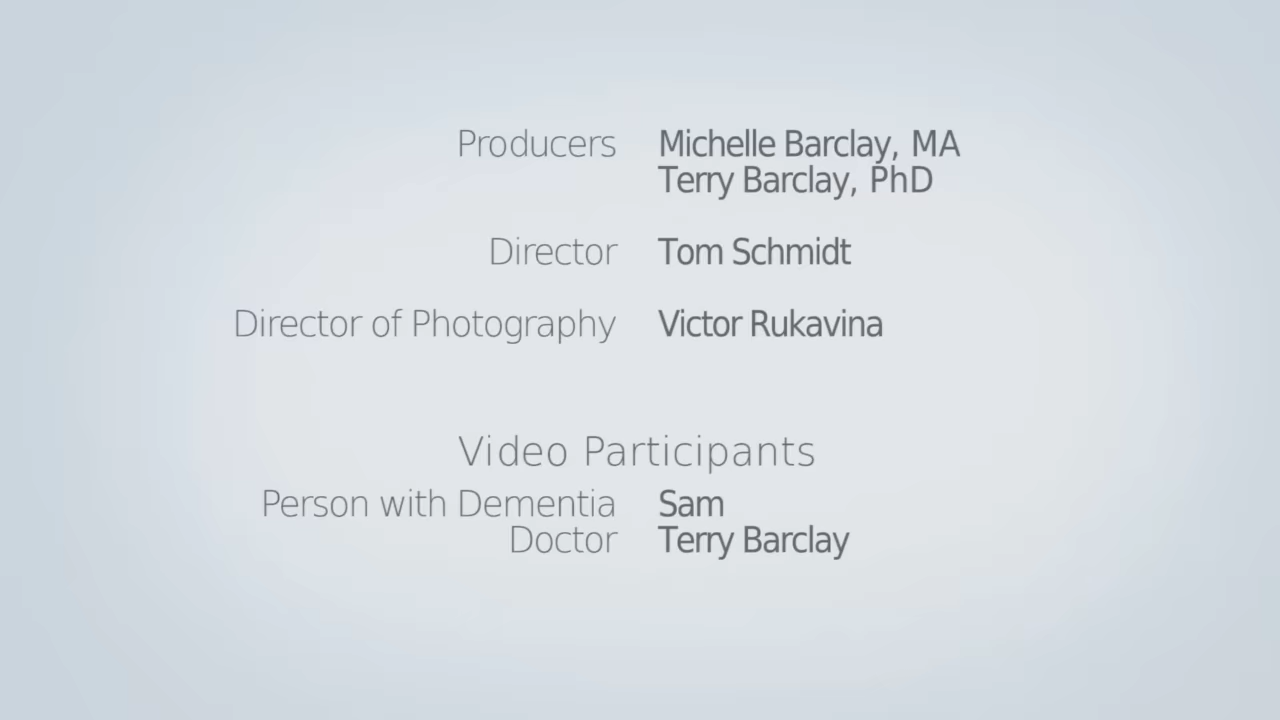 Producers Michelle Barclay, MA
Terry Barclay, PhD
Director Tom Schmidt
Director of Photography Victor Rukavina
Video Participants
Person with Dementia Sam
Doctor Terry Barclay